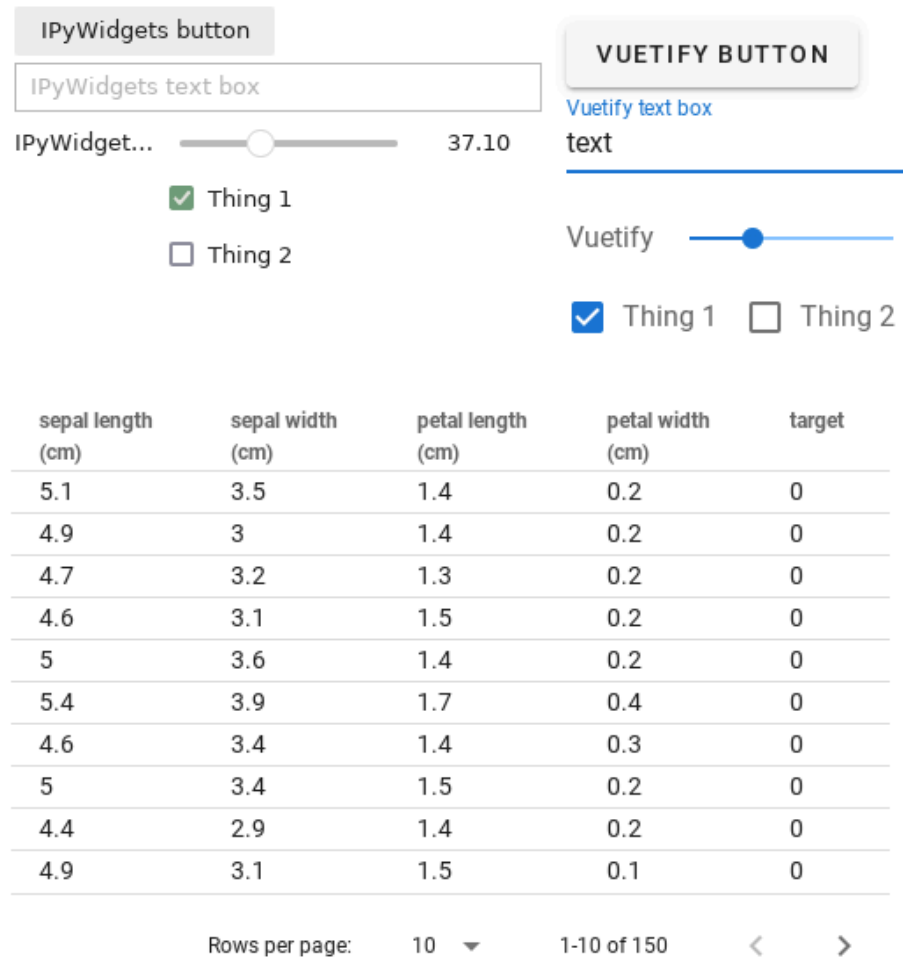 IPyWidgets button
IPyWidgets text box
IPyWidget... 37.10
Thing 1
Thing 2
VUETIFY BUTTON
Vuetify text box
text
Vuetify
Thing 1 Thing 2
sepal length (cm) sepal width (cm) petal length (cm) petal width (cm) target
5.1 3.5 1.4 0.2 0
4.9 3 1.4 0.2 0
4.7 3.2 1.3 0.2 0
4.6 3.1 1.5 0.2 0
5 3.6 1.4 0.2 0
5.4 3.9 1.7 0.4 0
4.6 3.4 1.4 0.3 0
5 3.4 1.5 0.2 0
4.4 2.9 1.4 0.2 0
4.9 3.1 1.5 0.1 0
Rows per page: 10 1-10 of 150